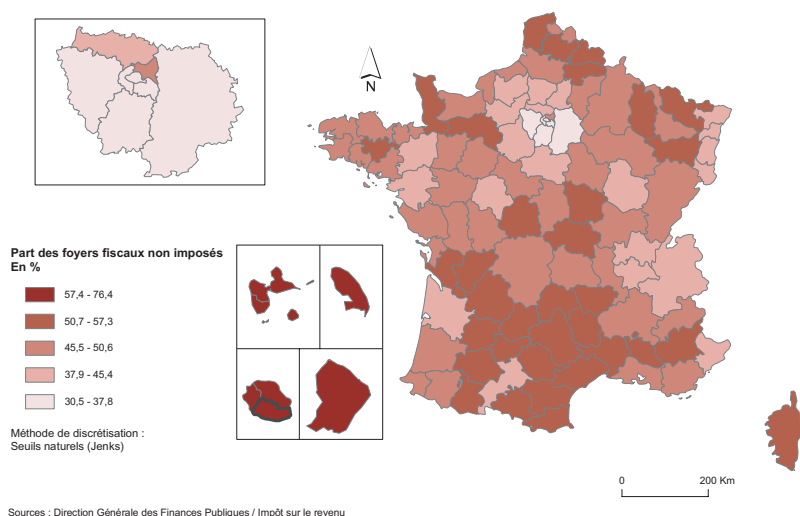 N
Part des foyers fiscaux non imposés
En %
57,4 - 76,4
50,7 - 57,3
45,5 - 50,6
37,9 - 45,4
30,5 - 37,8
Méthode de discrétisation :
Seuils naturels (Jenks)
0 200 Km
Sources : Direction Générale des Finances Publiques / Impôt sur le revenu